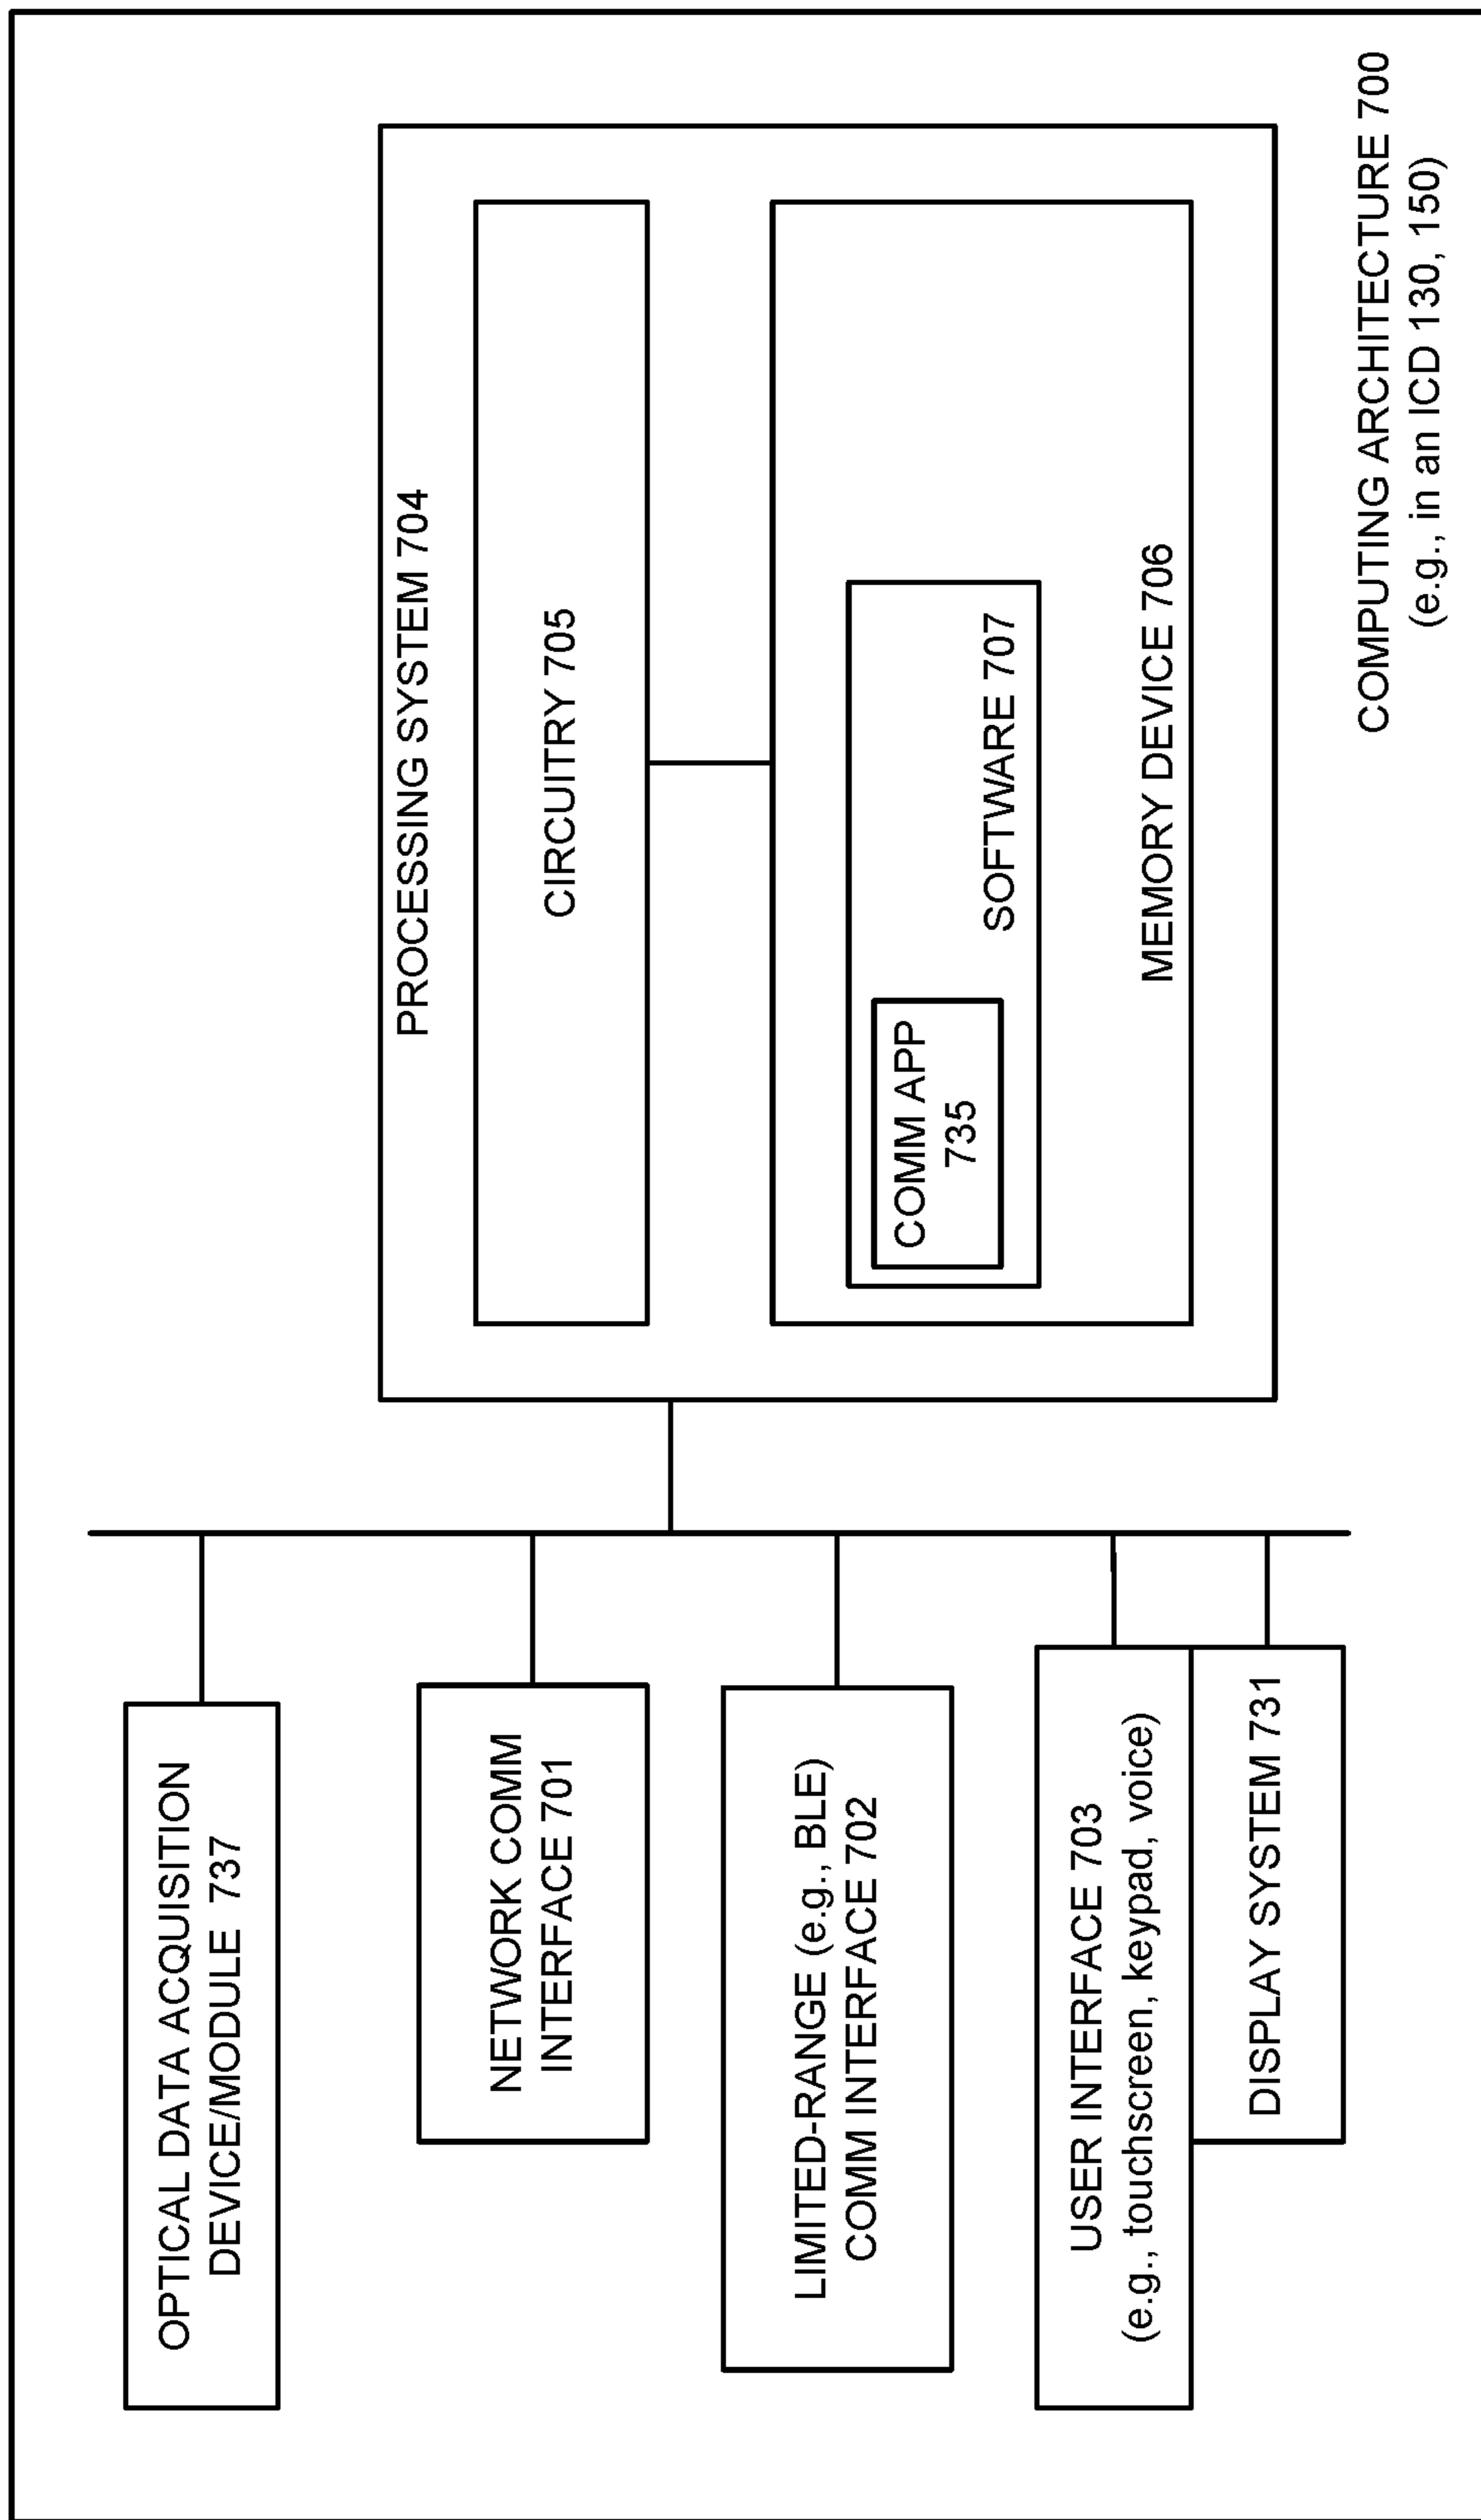 OPTICAL DATA ACQUISITION
DEVICE/MODULE 737
NETWORK COMM
INTERFACE 701
LIMITED-RANGE (e.g., BLE)
COMM INTERFACE 702
USER INTERFACE 703
(e.g., touchscreen, keypad, voice)
DISPLAY SYSTEM 731
PROCESSING SYSTEM 704
CIRCUITRY 705
COMM APP
735
SOFTWARE 707
MEMORY DEVICE 706
COMPUTING ARCHITECTURE 700
(e.g., in an ICD 130, 150)